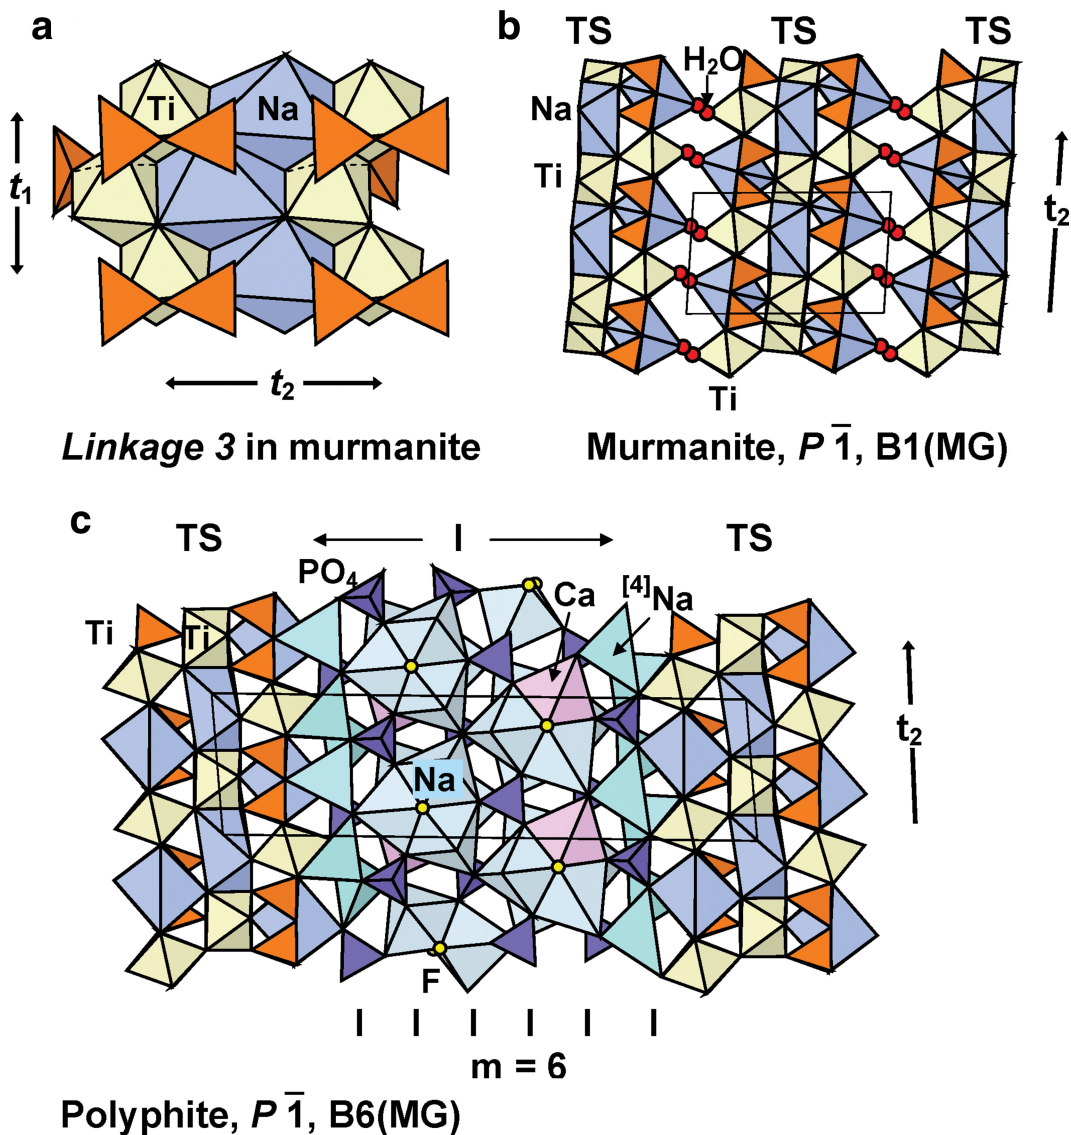 a
Ti
Na
t1
t2
Linkage 3 in murmanite
b
TS TS TS
H2O
Na
Ti
t2
Ti
Murmanite, P 1̅, B1(MG)
c
TS I TS
PO4
Ca
[4]Na
Ti
Ti
t2
Na
F
I I I I I I
m = 6
Polyphite, P 1̅, B6(MG)